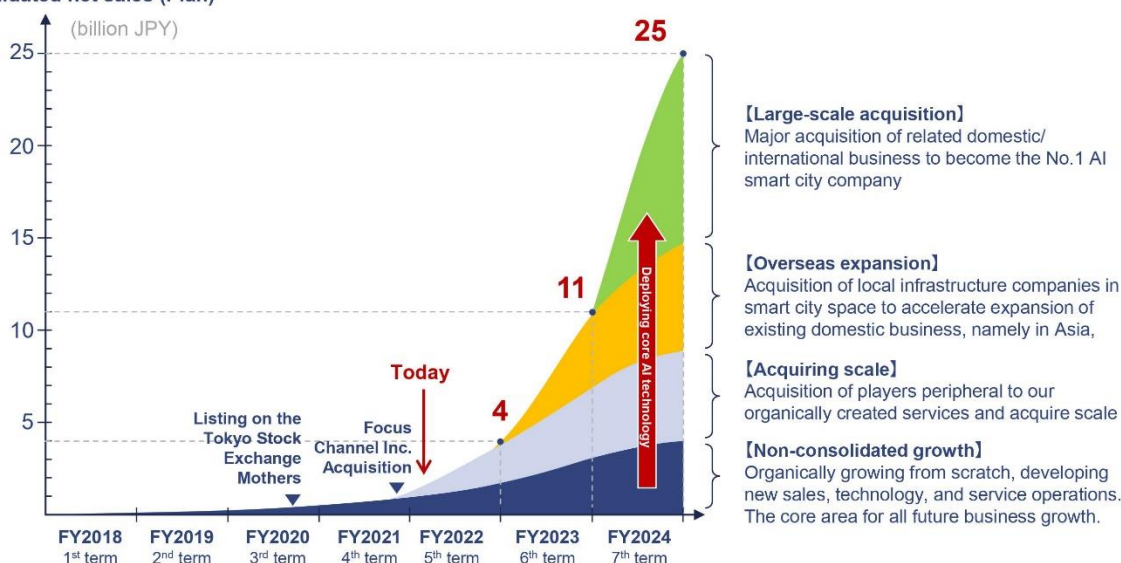 (billion JPY)
25
20
15
10
5
25
11
4
Today
Listing on the
Tokyo Stock
Exchange
Mothers
Focus
Channel Inc.
Acquisition
Deploying core AI technology
FY2018
1st term
FY2019
2nd term
FY2020
3rd term
FY2021
4th term
FY2022
5th term
FY2023
6th term
FY2024
7th term
【Large-scale acquisition】
Major acquisition of related domestic/
international business to become the No.1 AI
smart city company
【Overseas expansion】
Acquisition of local infrastructure companies in
smart city space to accelerate expansion of
existing domestic business, namely in Asia,
【Acquiring scale】
Acquisition of players peripheral to our
organically created services and acquire scale
【Non-consolidated growth】
Organically growing from scratch, developing
new sales, technology, and service operations.
The core area for all future business growth.